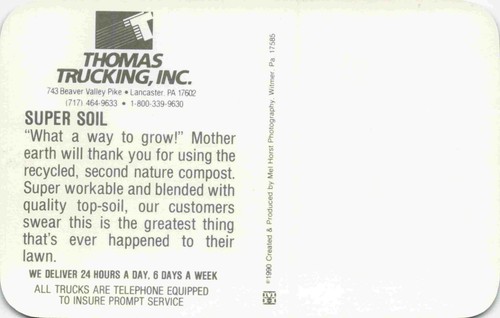 THOMAS
TRUCKING, INC.
743 Beaver Valley Pike • Lancaster, PA 17602
(717) 464-9633 • 1-800-339-9630
SUPER SOIL
"What a way to grow!" Mother
earth will thank you for using the
recycled, second nature compost.
Super workable and blended with
quality top-soil, our customers
swear this is the greatest thing
that's ever happened to their
lawn.
WE DELIVER 24 HOURS A DAY, 6 DAYS A WEEK
ALL TRUCKS ARE TELEPHONE EQUIPPED
TO INSURE PROMPT SERVICE
©1990 Created & Produced by Mel Horst Photography, Witmer, Pa 17585